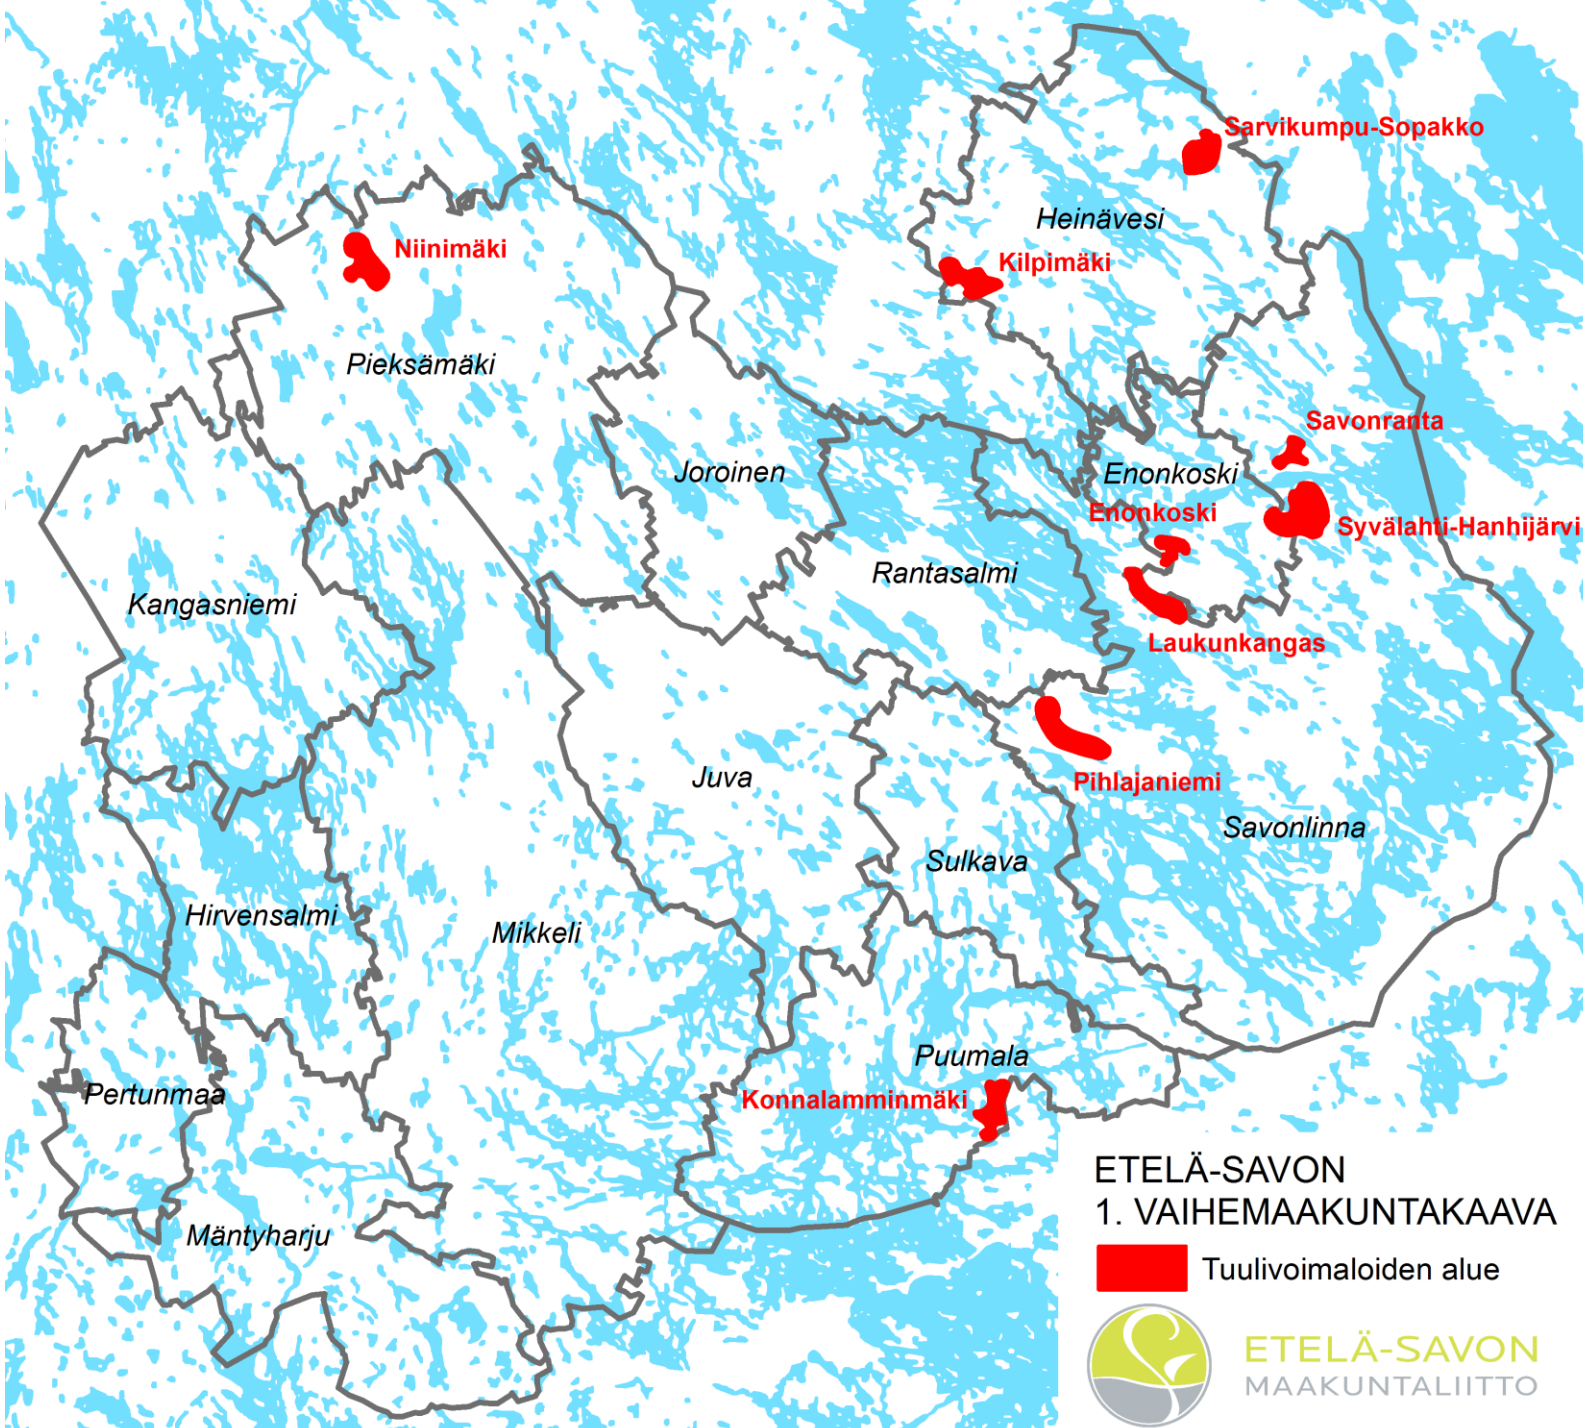 Sarvikumpu-Sopakko
Heinävesi
Niinimäki
Kilpimäki
Pieksämäki
Savonranta
Joroinen
Enonkoski
Enonkoski
Syvälahti-Hanhijärvi
Rantasalmi
Kangasniemi
Laukunkangas
Juva
Pihlajaniemi
Savonlinna
Sulkava
Hirvensalmi
Mikkeli
Puumala
Pertunmaa
Konnalamminmäki
Mäntyharju
ETELÄ-SAVON
1. VAIHEMAAKUNTAKAAVA
Tuulivoimaloiden alue
ETELÄ-SAVON
MAAKUNTALIITTO